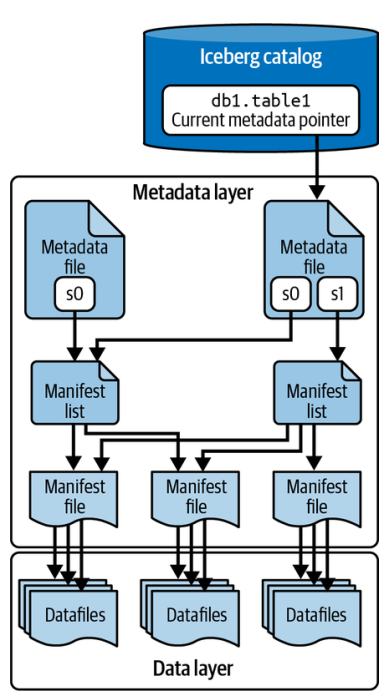 Iceberg catalog
db1.table1
Current metadata pointer
Metadata layer
Metadata
file
s0
Metadata
file
s0
s1
Manifest
list
Manifest
list
Manifest
file
Manifest
file
Manifest
file
Datafiles
Datafiles
Datafiles
Data layer